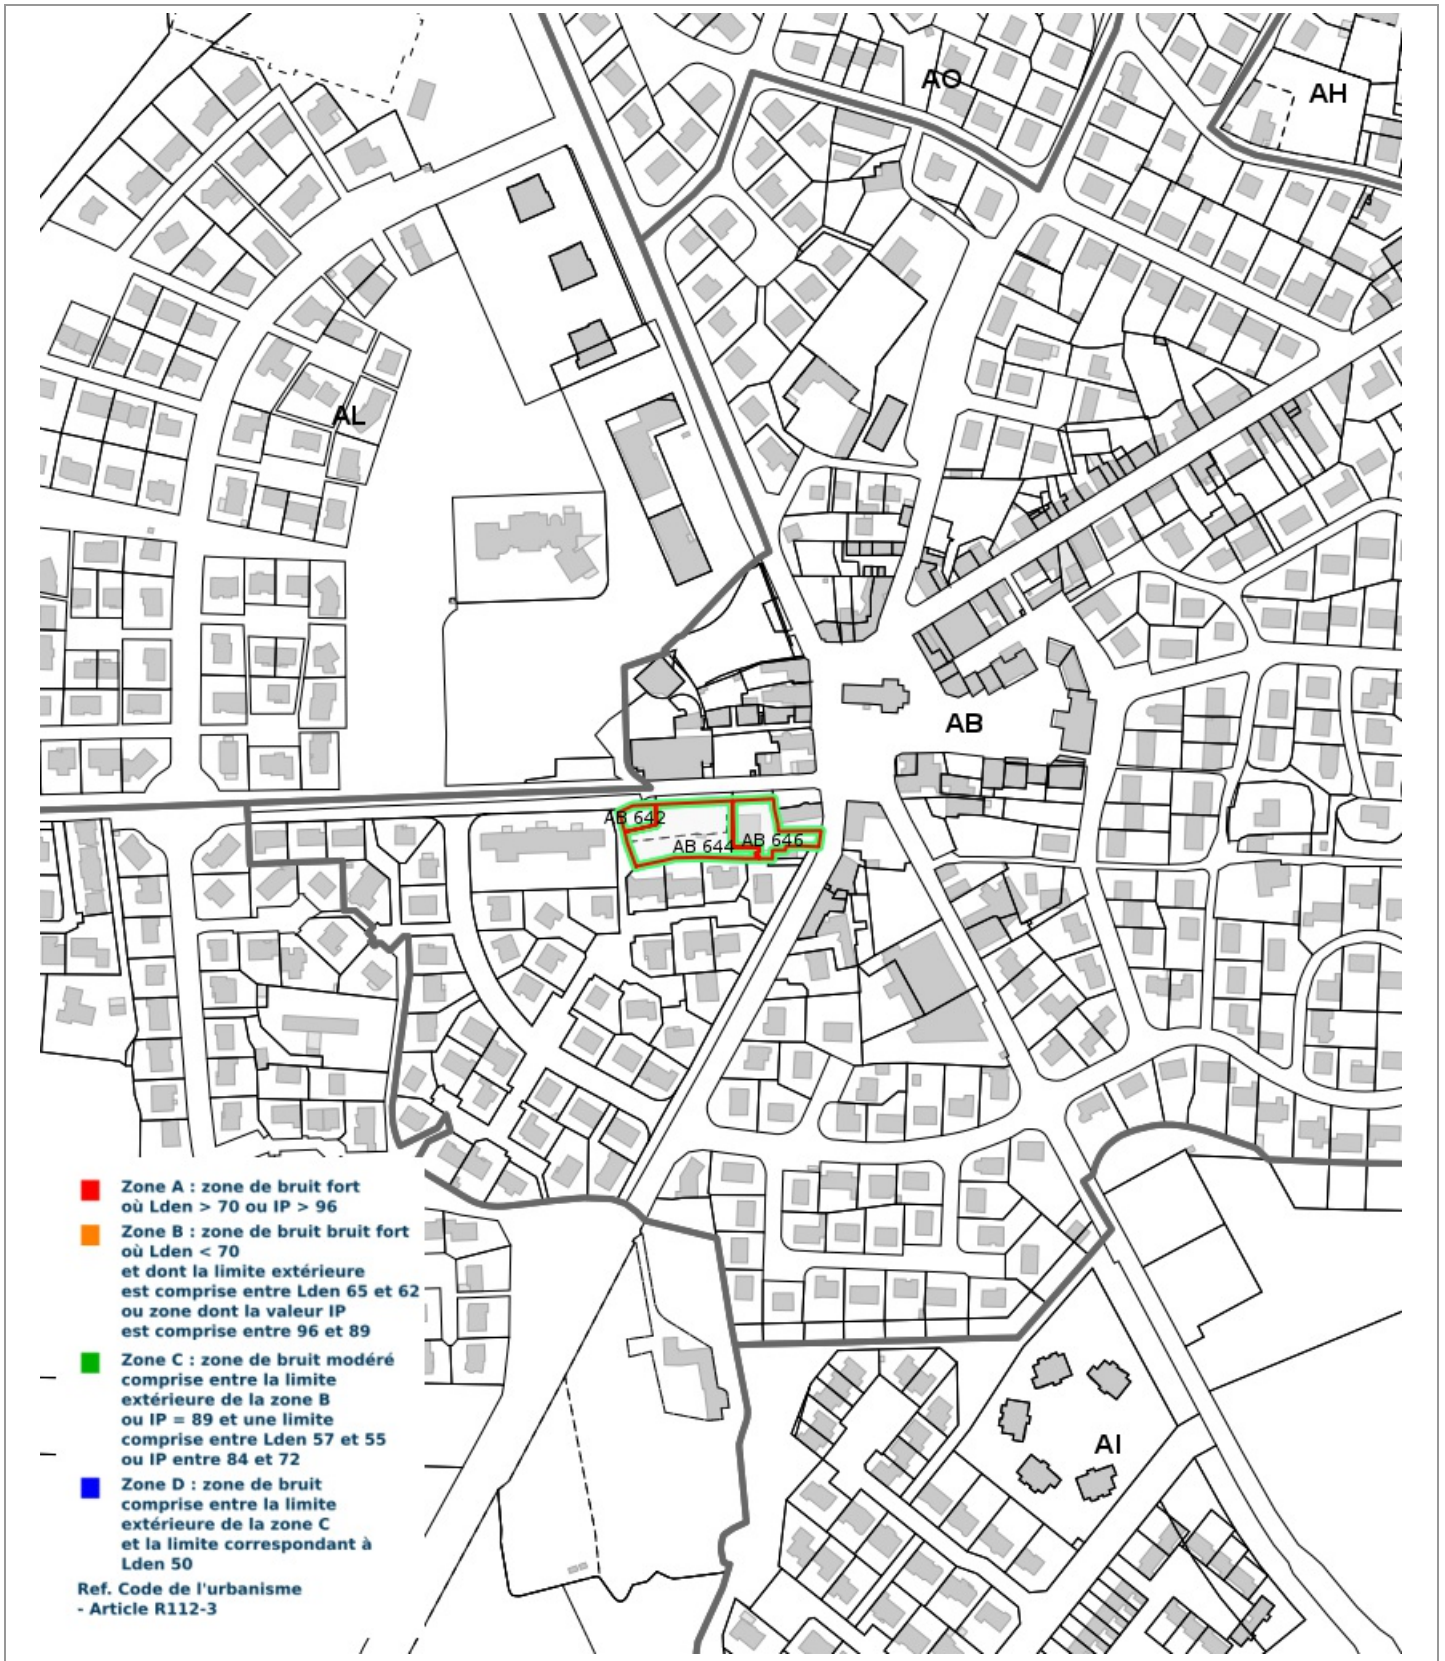 AO
AH
AL
AB
AB 642
AB 644
AB 646
AI
Zone A : zone de bruit fort
où Lden > 70 ou IP > 96
Zone B : zone de bruit bruit fort
où Lden < 70
et dont la limite extérieure
est comprise entre Lden 65 et 62
ou zone dont la valeur IP
est comprise entre 96 et 89
Zone C : zone de bruit modéré
comprise entre la limite
extérieure de la zone B
ou IP = 89 et une limite
comprise entre Lden 57 et 55
ou IP entre 84 et 72
Zone D : zone de bruit
comprise entre la limite
extérieure de la zone C
et la limite correspondant à
Lden 50
Ref. Code de l'urbanisme
- Article R112-3